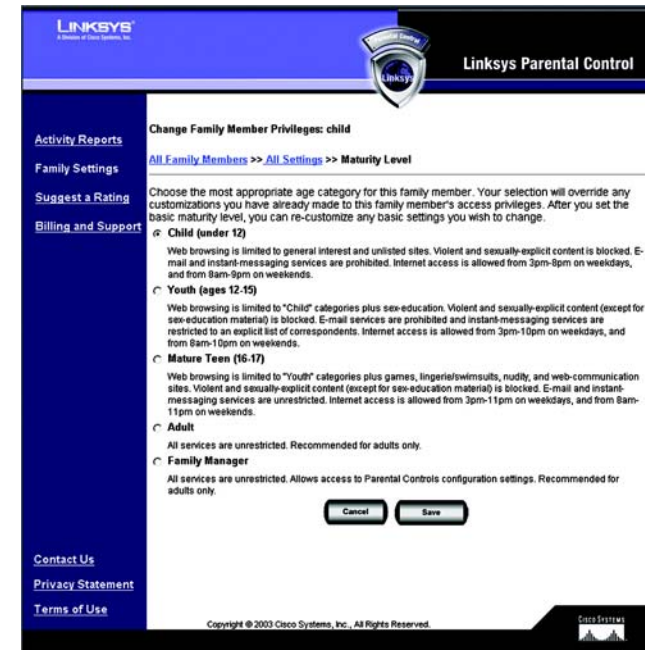 LINKSYS®
A Division of Cisco Systems, Inc.
Parental Control
Linksys
Linksys Parental Control
Activity Reports
Family Settings
Suggest a Rating
Billing and Support
Change Family Member Privileges: child
All Family Members >> All Settings >> Maturity Level
Choose the most appropriate age category for this family member. Your selection will override any
customizations you have already made to this family member's access privileges. After you set the
basic maturity level, you can re-customize any basic settings you wish to change.
Child (under 12)
Web browsing is limited to general interest and unlisted sites. Violent and sexually-explicit content is blocked. E-
mail and instant-messaging services are prohibited. Internet access is allowed from 3pm-8pm on weekdays,
and from 8am-9pm on weekends.
Youth (ages 12-15)
Web browsing is limited to "Child" categories plus sex-education. Violent and sexually-explicit content (except for
sex-education material) is blocked. E-mail services are prohibited and instant-messaging services are
restricted to an explicit list of correspondents. Internet access is allowed from 3pm-10pm on weekdays, and
from 8am-10pm on weekends.
Mature Teen (16-17)
Web browsing is limited to "Youth" categories plus games, lingerie/swimsuits, nudity, and web-communication
sites. Violent and sexually-explicit content (except for sex-education material) is blocked. E-mail and instant-
messaging services are unrestricted. Internet access is allowed from 3pm-11pm on weekdays, and from 8am-
11pm on weekends.
Adult
All services are unrestricted. Recommended for adults only.
Family Manager
All services are unrestricted. Allows access to Parental Controls configuration settings. Recommended for
adults only.
Cancel Save
Contact Us
Privacy Statement
Terms of Use
Copyright © 2003 Cisco Systems, Inc., All Rights Reserved.
CISCO SYSTEMS